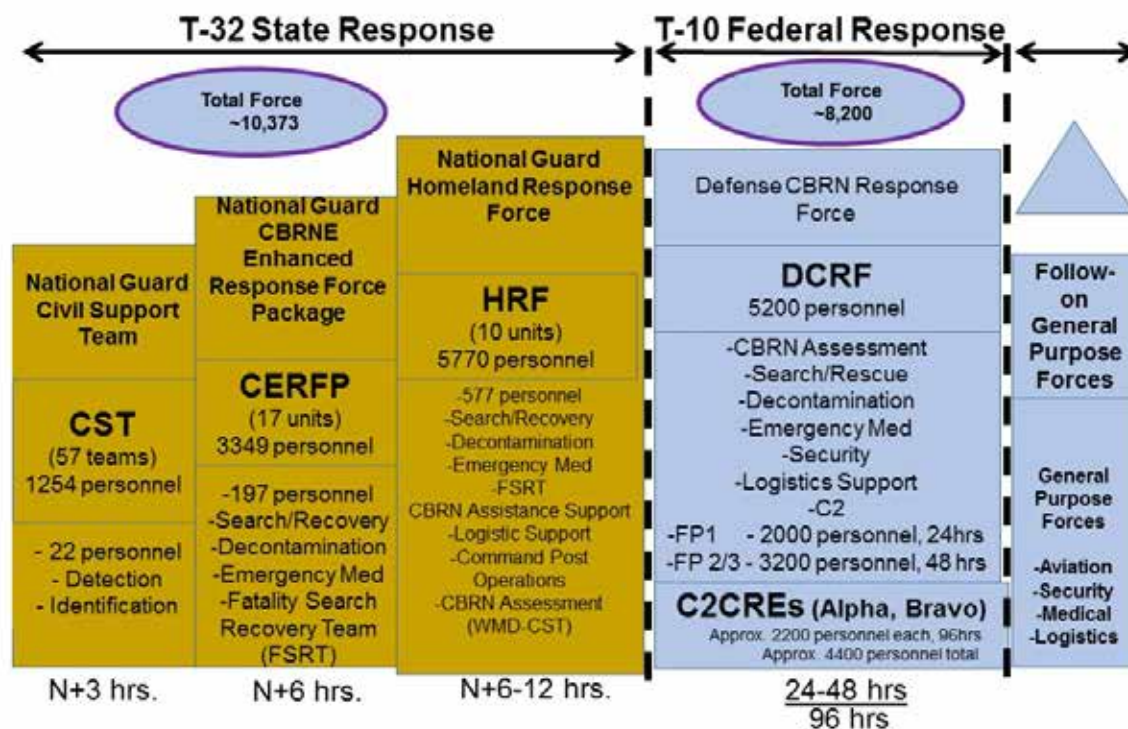 T-32 State Response
T-10 Federal Response
Total Force
~10,373
Total Force
~8,200
National Guard
Civil Support
Team
CST
(57 teams)
1254 personnel
- 22 personnel
- Detection
- Identification
N+3 hrs.
National Guard
CBRNE
Enhanced
Response Force
Package
CERFP
(17 units)
3349 personnel
-197 personnel
-Search/Recovery
-Decontamination
-Emergency Med
-Fatality Search
Recovery Team
(FSRT)
N+6 hrs.
National Guard
Homeland Response
Force
HRF
(10 units)
5770 personnel
-577 personnel
-Search/Recovery
-Decontamination
-Emergency Med
-FSRT
CBRN Assistance Support
-Logistic Support
-Command Post
Operations
-CBRN Assessment
(WMD-CST)
N+6-12 hrs.
Defense CBRN Response
Force
DCRF
5200 personnel
-CBRN Assessment
-Search/Rescue
-Decontamination
-Emergency Med
-Security
-Logistics Support
-C2
-FP1 - 2000 personnel, 24hrs
-FP 2/3 - 3200 personnel, 48 hrs
C2CREs (Alpha, Bravo)
Approx. 2200 personnel each, 96hrs
Approx. 4400 personnel total
24-48 hrs
96 hrs
Follow-
on
General
Purpose
Forces
General
Purpose
Forces
-Aviation
-Security
-Medical
-Logistics